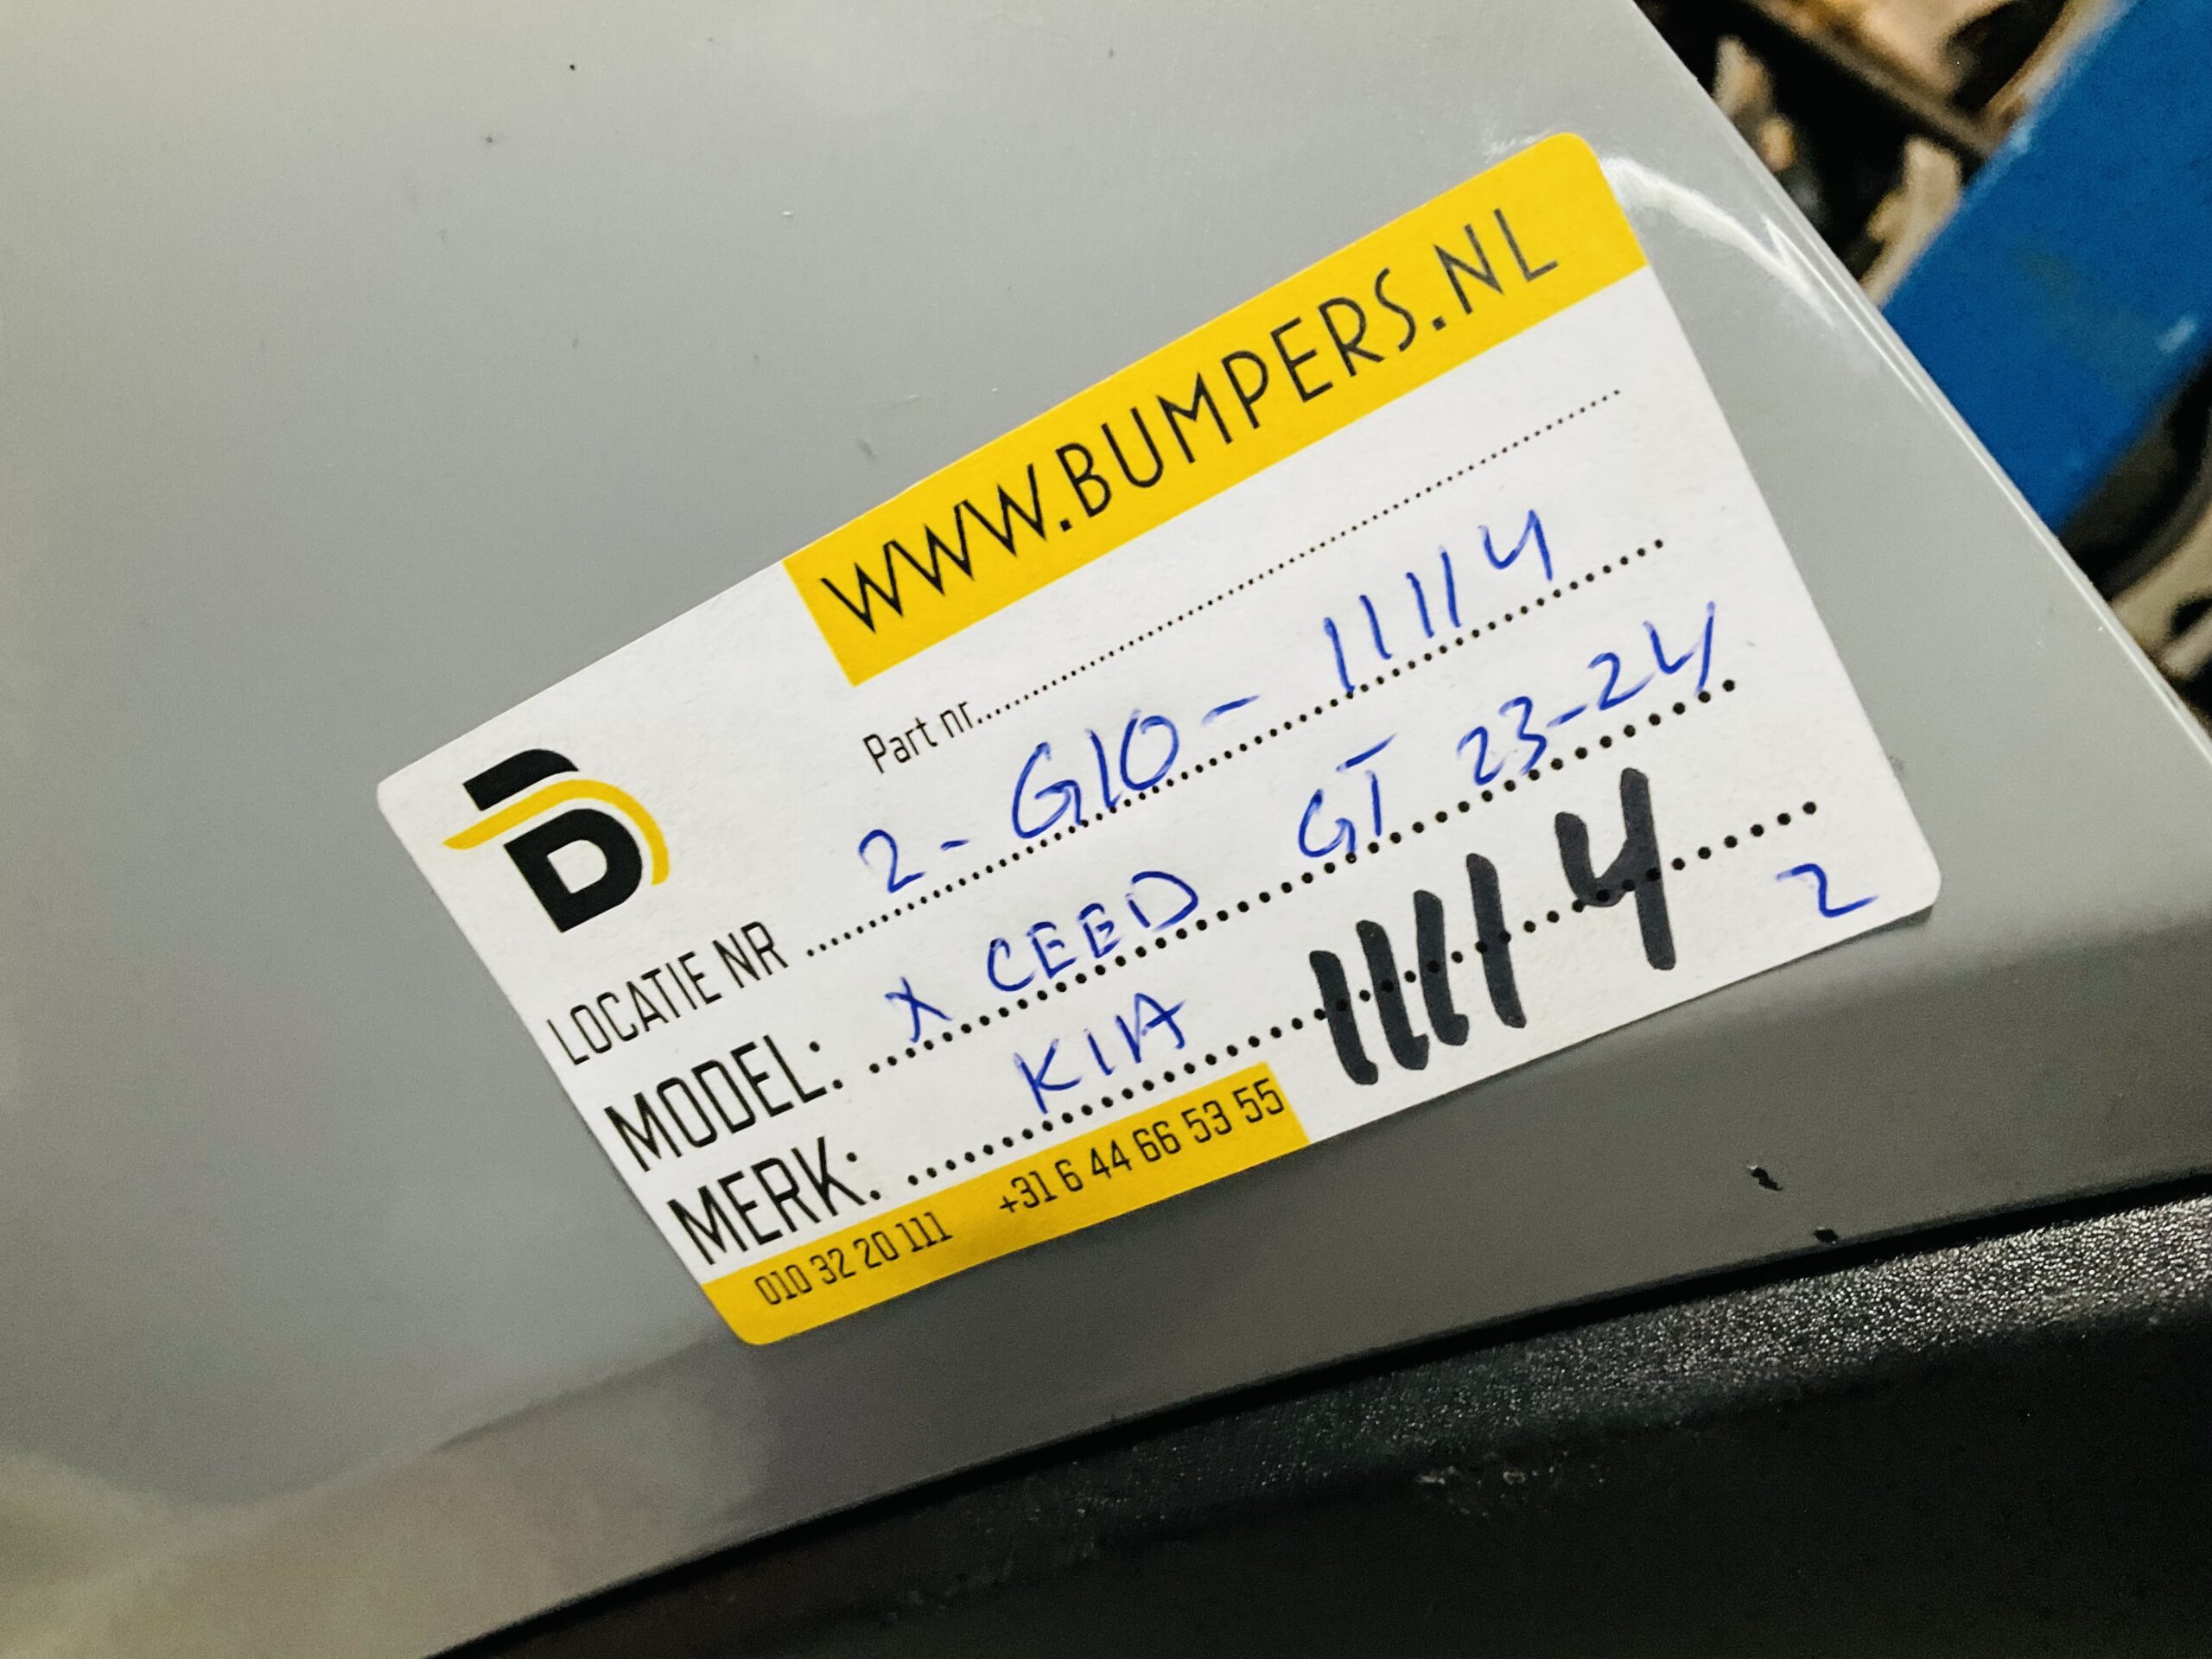 WWW.BUMPERS.NL
Part nr.
LOCATIE NR 2-G10-11114
MODEL: X CEED GT 23-24
MERK: KIA 11114
2
010 32 20 111 +31 6 44 66 53 55